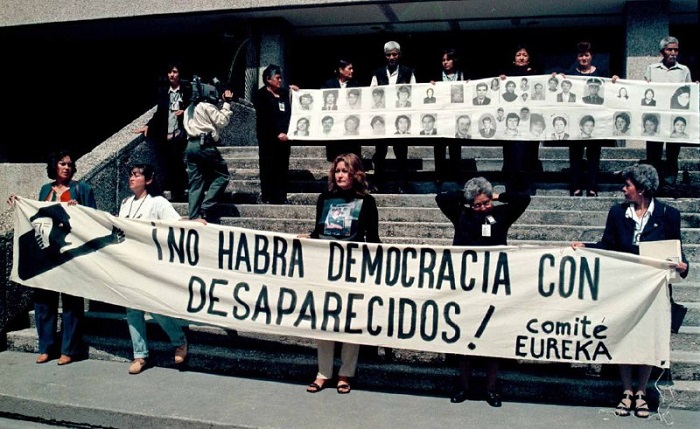 ¡NO HABRA DEMOCRACIA CON
DESAPARECIDOS!
comité
EUREKA